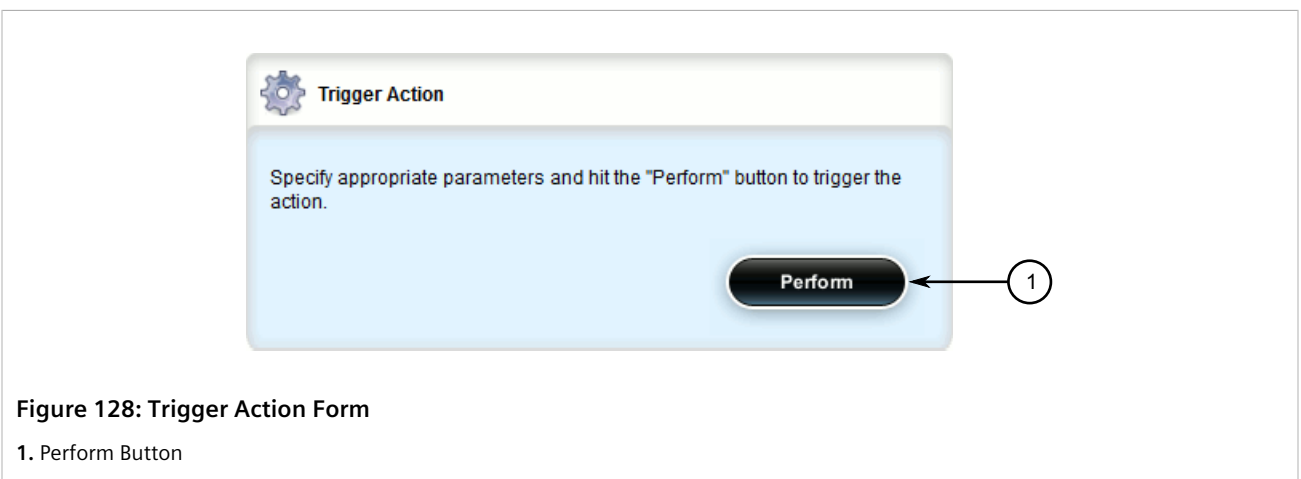 Trigger Action
Specify appropriate parameters and hit the "Perform" button to trigger the
action.
Perform
1
Figure 128: Trigger Action Form
1. Perform Button